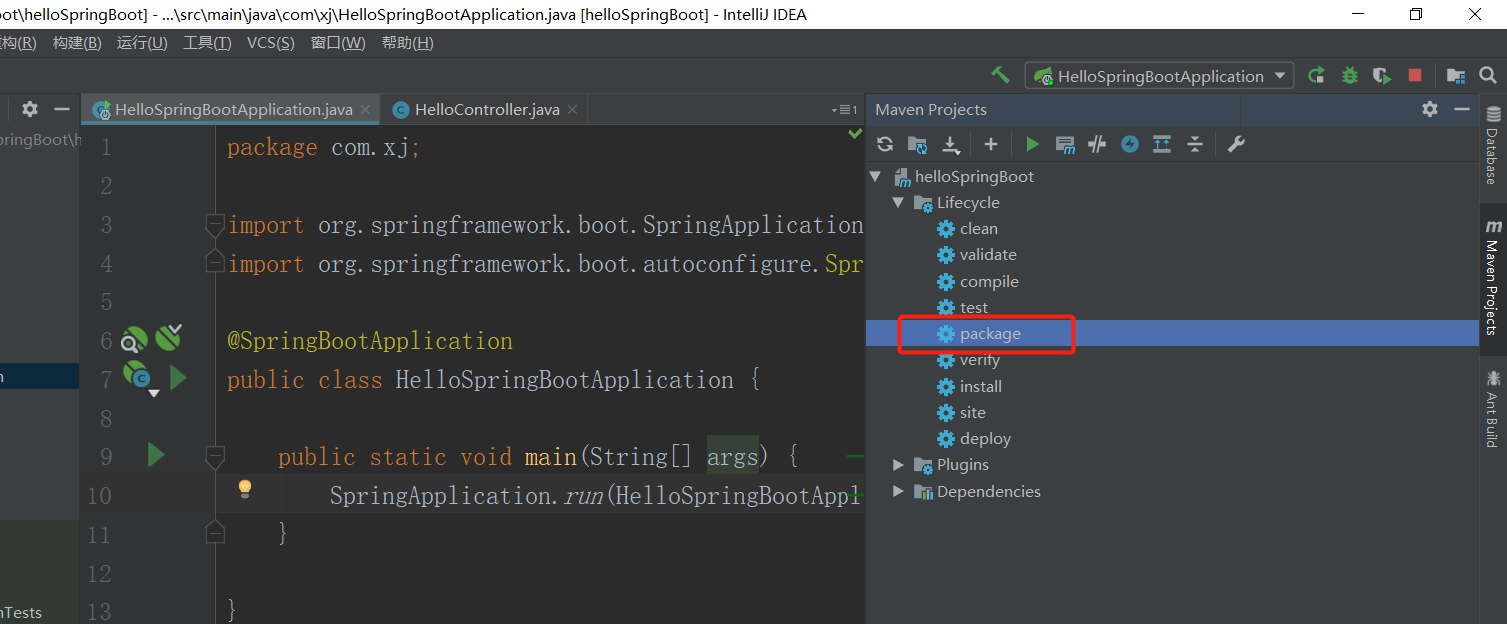 ot\helloSpringBoot] - ...\src\main\java\com\xj\HelloSpringBootApplication.java [helloSpringBoot] - IntelliJ IDEA
构(R) 构建(B) 运行(U) 工具(T) VCS(S) 窗口(W) 帮助(H)
HelloSpringBootApplication
HelloSpringBootApplication.java HelloController.java 1
pringBoot\h
1 package com.xj;
2
3 import org.springframework.boot.SpringApplication
4 import org.springframework.boot.autoconfigure.Spr
5
6 @SpringBootApplication
7 public class HelloSpringBootApplication {
8
9 public static void main(String[] args) {
10 SpringApplication.run(HelloSpringBootAppl
11 }
12
13 }
n
nTests
Maven Projects
helloSpringBoot
Lifecycle
clean
validate
compile
test
package
verify
install
site
deploy
Plugins
Dependencies
Database
Maven Projects
Ant Build